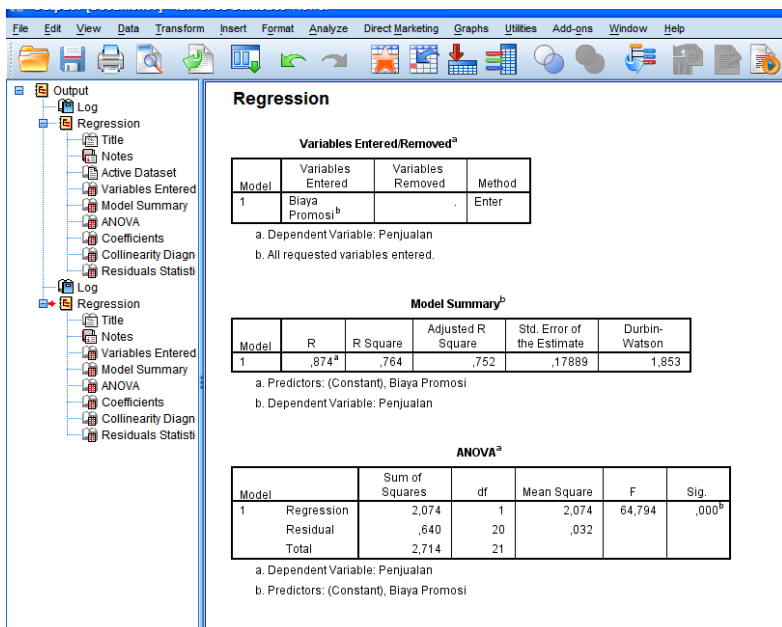 File Edit View Data Transform Insert Format Analyze Direct Marketing Graphs Utilities Add-ons Window Help
Output
Log
Regression
Title
Notes
Active Dataset
Variables Entered
Model Summary
ANOVA
Coefficients
Collinearity Diagn
Residuals Statisti
Log
Regression
Title
Notes
Variables Entered
Model Summary
ANOVA
Coefficients
Collinearity Diagn
Residuals Statisti
Regression
Variables Entered/Removedᵃ
Model Variables Entered Variables Removed Method
1 Biaya Promosiᵇ . Enter
a. Dependent Variable: Penjualan
b. All requested variables entered.
Model Summaryᵇ
Model R R Square Adjusted R Square Std. Error of the Estimate Durbin-Watson
1 ,874ᵃ ,764 ,752 ,17889 1,853
a. Predictors: (Constant), Biaya Promosi
b. Dependent Variable: Penjualan
ANOVAᵃ
Model Sum of Squares df Mean Square F Sig.
1 Regression 2,074 1 2,074 64,794 ,000ᵇ
Residual ,640 20 ,032
Total 2,714 21
a. Dependent Variable: Penjualan
b. Predictors: (Constant), Biaya Promosi